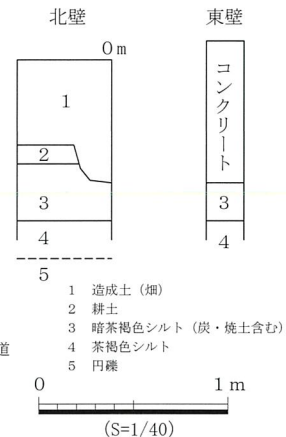 北壁
東壁
0m
1
2
3
4
5
コンクリート
3
4
1 造成土（畑）
2 耕土
3 暗茶褐色シルト（炭・焼土含む）
4 茶褐色シルト
5 円礫
道
0 1m
(S=1/40)